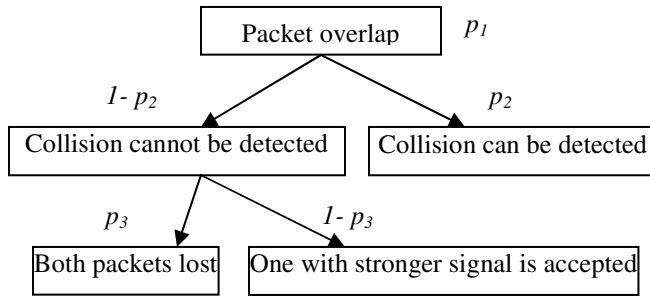 Packet overlap
p1
1- p2
p2
Collision cannot be detected
Collision can be detected
p3
1- p3
Both packets lost
One with stronger signal is accepted